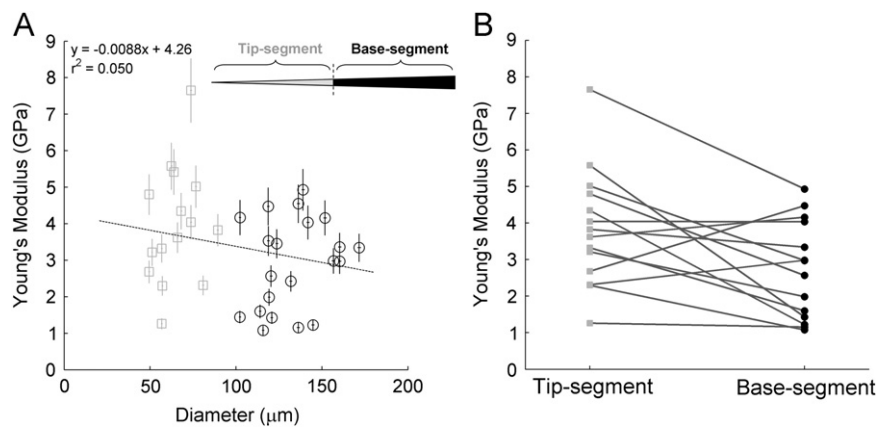 A
y = -0.0088x + 4.26
r² = 0.050
Tip-segment
Base-segment
Young's Modulus (GPa)
9
8
7
6
5
4
3
2
1
0
0 50 100 150 200
Diameter (μm)
B
Young's Modulus (GPa)
9
8
7
6
5
4
3
2
1
0
Tip-segment Base-segment